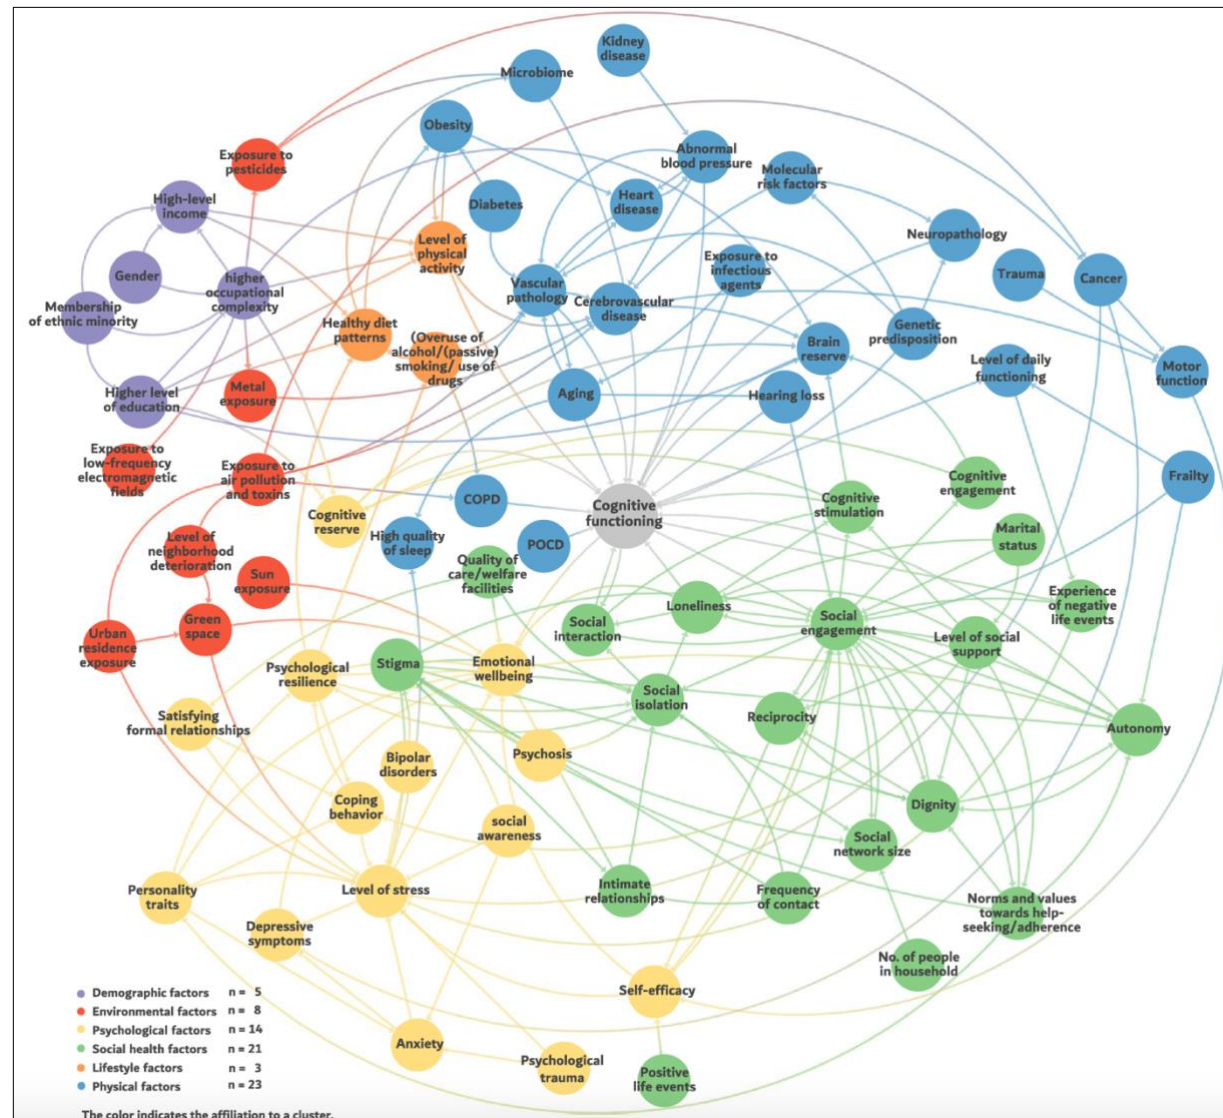 Kidney
disease
Microbiome
Obesity
Abnormal
blood pressure
Exposure to
pesticides
Molecular
risk factors
High-level
income
Heart
disease
Diabetes
Neuropathology
Level of
physical
activity
Exposure to
infectious
agents
Trauma
Cancer
Gender
higher
occupational
complexity
Vascular
pathology
Cerebrovascular
disease
Membership
of ethnic minority
Healthy diet
patterns
Genetic
predisposition
Brain
reserve
(Overuse of
alcohol/(passive)
smoking/ use of
drugs
Level of daily
functioning
Motor
function
Metal
exposure
Higher level
of education
Aging
Hearing loss
Exposure to
low-frequency
electromagnetic
fields
Exposure to
air pollution
and toxins
Frailty
Cognitive
engagement
COPD
Cognitive
stimulation
Cognitive
reserve
Cognitive
functioning
High quality
of sleep
POCD
Marital
status
Level of
neighborhood
deterioration
Quality of
care/welfare
facilities
Sun
exposure
Experience
of negative
life events
Loneliness
Green
space
Social
interaction
Social
engagement
Urban
residence
exposure
Level of social
support
Psychological
resilience
Stigma
Emotional
wellbeing
Social
isolation
Satisfying
formal relationships
Reciprocity
Autonomy
Psychosis
Bipolar
disorders
Coping
behavior
Dignity
social
awareness
Social
network size
Personality
traits
Level of stress
Intimate
relationships
Frequency
of contact
Norms and values
towards help-
seeking/adherence
Depressive
symptoms
No. of people
in household
Self-efficacy
Anxiety
Psychological
trauma
Positive
life events
Demographic factors n = 5
Environmental factors n = 8
Psychological factors n = 14
Social health factors n = 21
Lifestyle factors n = 3
Physical factors n = 23
The color indicates the affiliation to a cluster.